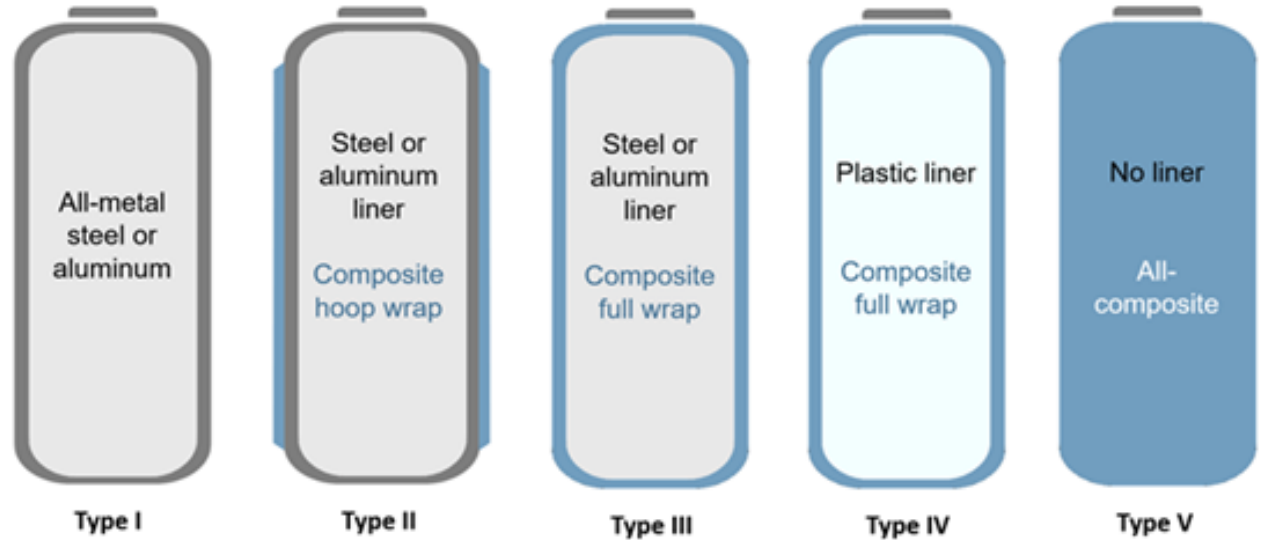 All-metal
steel or
aluminum
Steel or
aluminum
liner
Composite
hoop wrap
Steel or
aluminum
liner
Composite
full wrap
Plastic liner
Composite
full wrap
No liner
All-
composite
Type I
Type II
Type III
Type IV
Type V